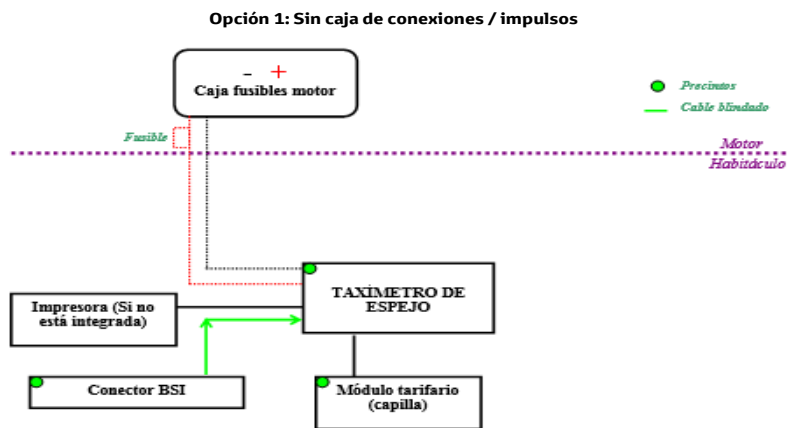 Opción 1: Sin caja de conexiones / impulsos
- +
Caja fusibles motor
Precintos
Cable blindado
Fusible
Motor
Habitáculo
TAXÍMETRO DE
ESPEJO
Impresora (Si no
está integrada)
Conector BSI
Módulo tarifario
(capilla)